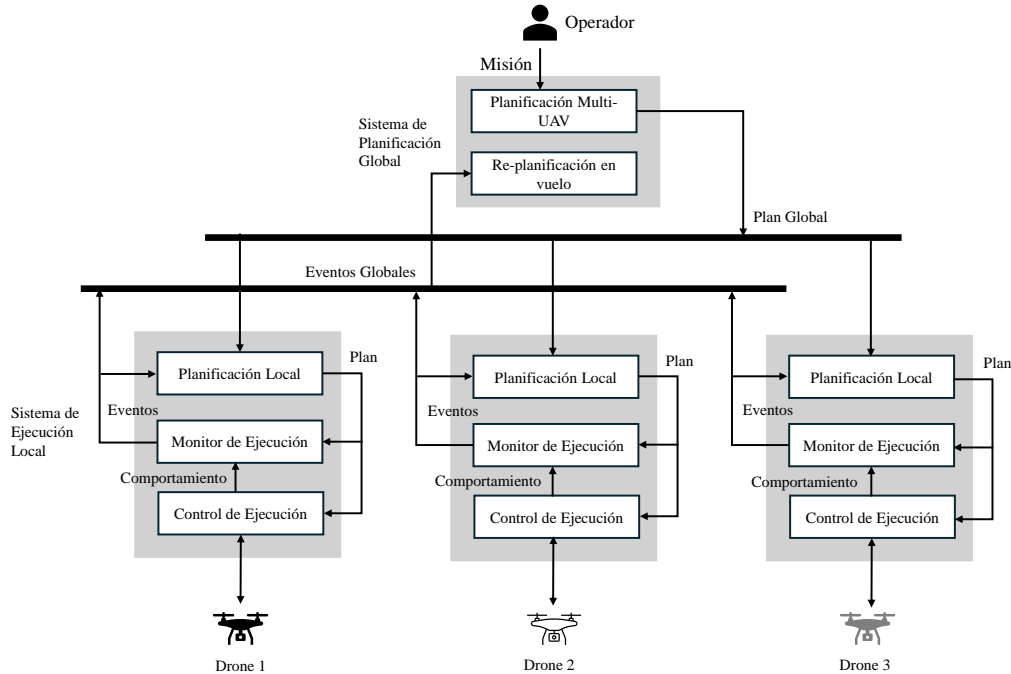 Operador
Misión
Planificación Multi-
UAV
Sistema de
Planificación
Global
Re-planificación en
vuelo
Plan Global
Eventos Globales
Planificación Local
Plan
Eventos
Monitor de Ejecución
Comportamiento
Control de Ejecución
Sistema de
Ejecución
Local
Drone 1
Planificación Local
Plan
Eventos
Monitor de Ejecución
Comportamiento
Control de Ejecución
Drone 2
Planificación Local
Plan
Eventos
Monitor de Ejecución
Comportamiento
Control de Ejecución
Drone 3